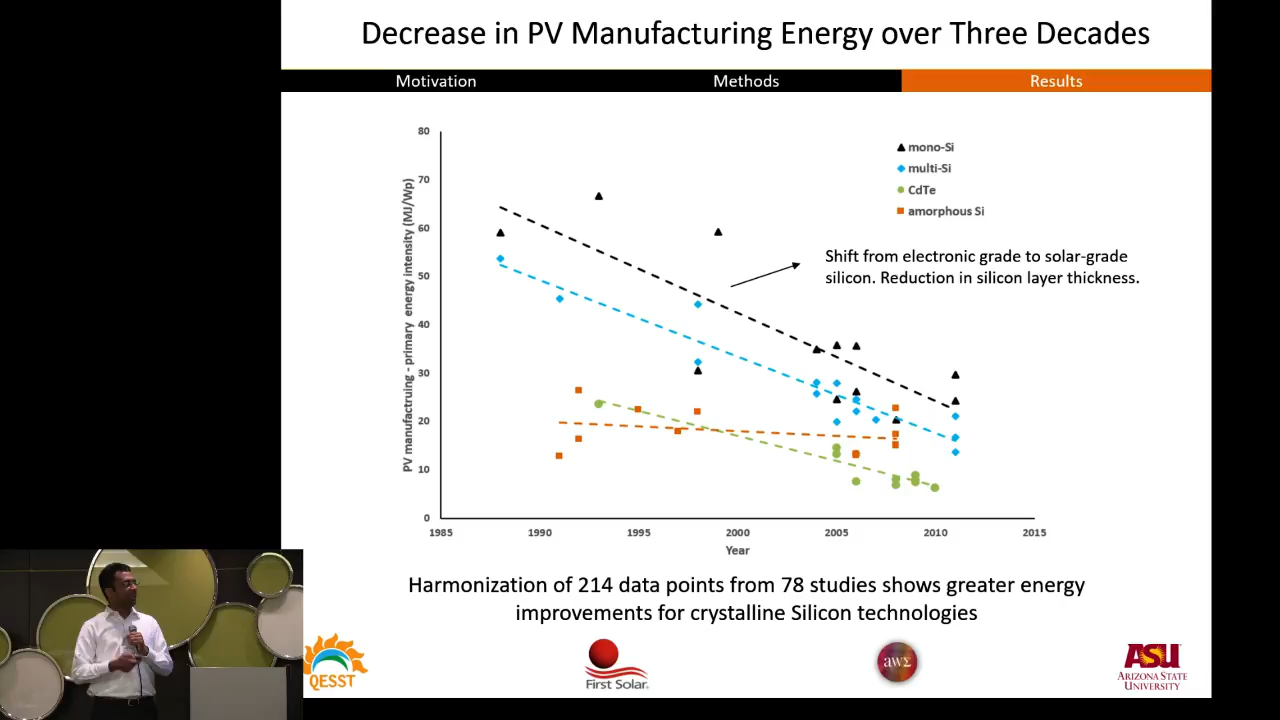 Decrease in PV Manufacturing Energy over Three Decades
Motivation
Methods
Results
80
70
60
50
40
30
20
10
0
PV manufactruing - primary energy intensity (MJ/Wp)
mono-Si
multi-Si
CdTe
amorphous Si
Shift from electronic grade to solar-grade
silicon. Reduction in silicon layer thickness.
1985
1990
1995
2000
2005
2010
2015
Year
Harmonization of 214 data points from 78 studies shows greater energy
improvements for crystalline Silicon technologies
QESST
First Solar.
awΣ
ASU
ARIZONA STATE
UNIVERSITY